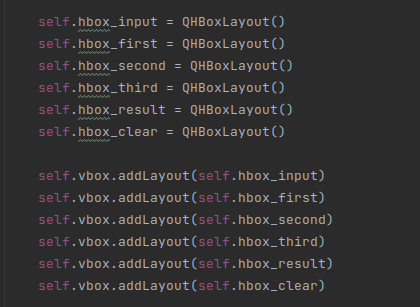 self.hbox_input = QHBoxLayout()
self.hbox_first = QHBoxLayout()
self.hbox_second = QHBoxLayout()
self.hbox_third = QHBoxLayout()
self.hbox_result = QHBoxLayout()
self.hbox_clear = QHBoxLayout()
self.vbox.addLayout(self.hbox_input)
self.vbox.addLayout(self.hbox_first)
self.vbox.addLayout(self.hbox_second)
self.vbox.addLayout(self.hbox_third)
self.vbox.addLayout(self.hbox_result)
self.vbox.addLayout(self.hbox_clear)